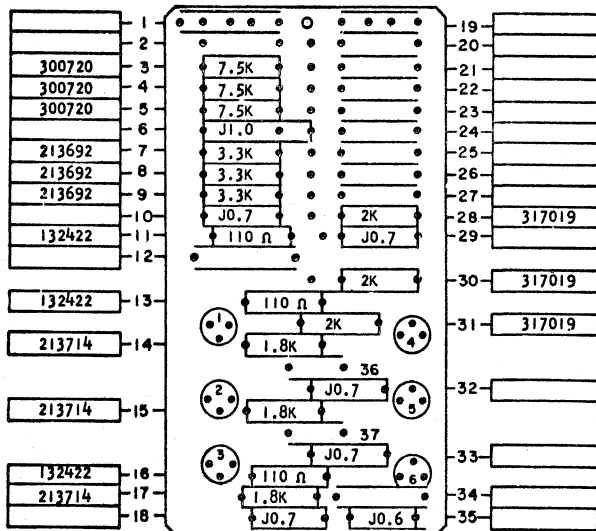 1 19
2 20
300720 3 7.5K 21
300720 4 7.5K 22
300720 5 7.5K 23
6 J1.0 24
213692 7 3.3K 25
213692 8 3.3K 26
213692 9 3.3K 27
10 J0.7 2K 28 317019
132422 11 110 Ω J0.7 29
12
2K 30 317019
132422 13 110 Ω
1 2K 4 31 317019
213714 14 1.8K
36
2 J0.7 5 32
213714 15 1.8K
37
3 J0.7 33
132422 16 110 Ω 6
213714 17 1.8K 34
18 J0.7 J0.6 35